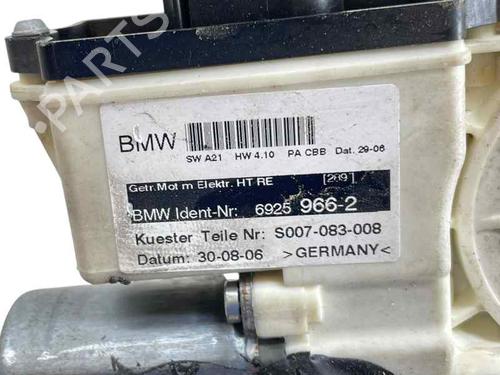 BMW
SW A21 HW 4.10 PA CBB Dat. 29-06
Getr.Mot m Elektr. HT RE [289]
BMW Ident-Nr: 6925 966-2
Kuester Teile Nr: S007-083-008
Datum: 30-08-06 >GERMANY<